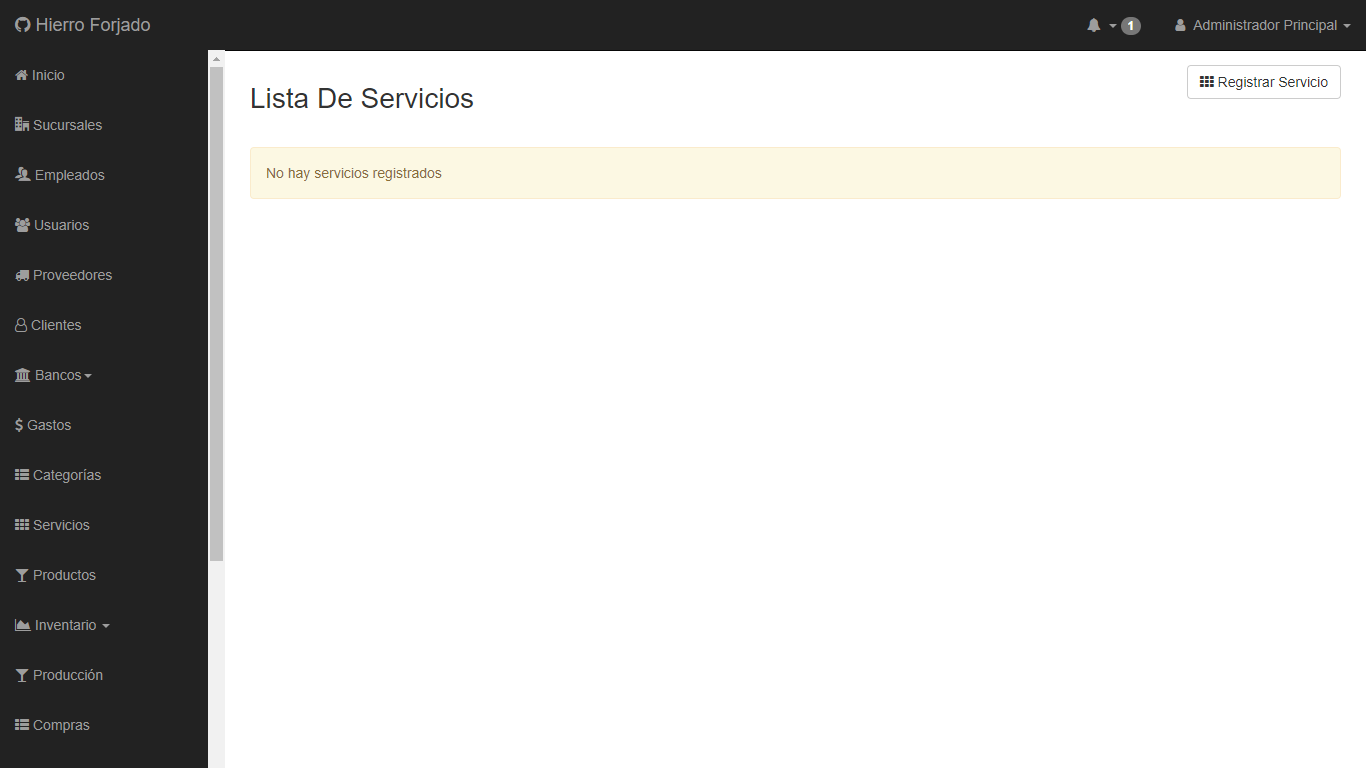 Hierro Forjado
1
Administrador Principal
Inicio
Sucursales
Empleados
Usuarios
Proveedores
Clientes
Bancos
Gastos
Categorías
Servicios
Productos
Inventario
Producción
Compras
Lista De Servicios
Registrar Servicio
No hay servicios registrados